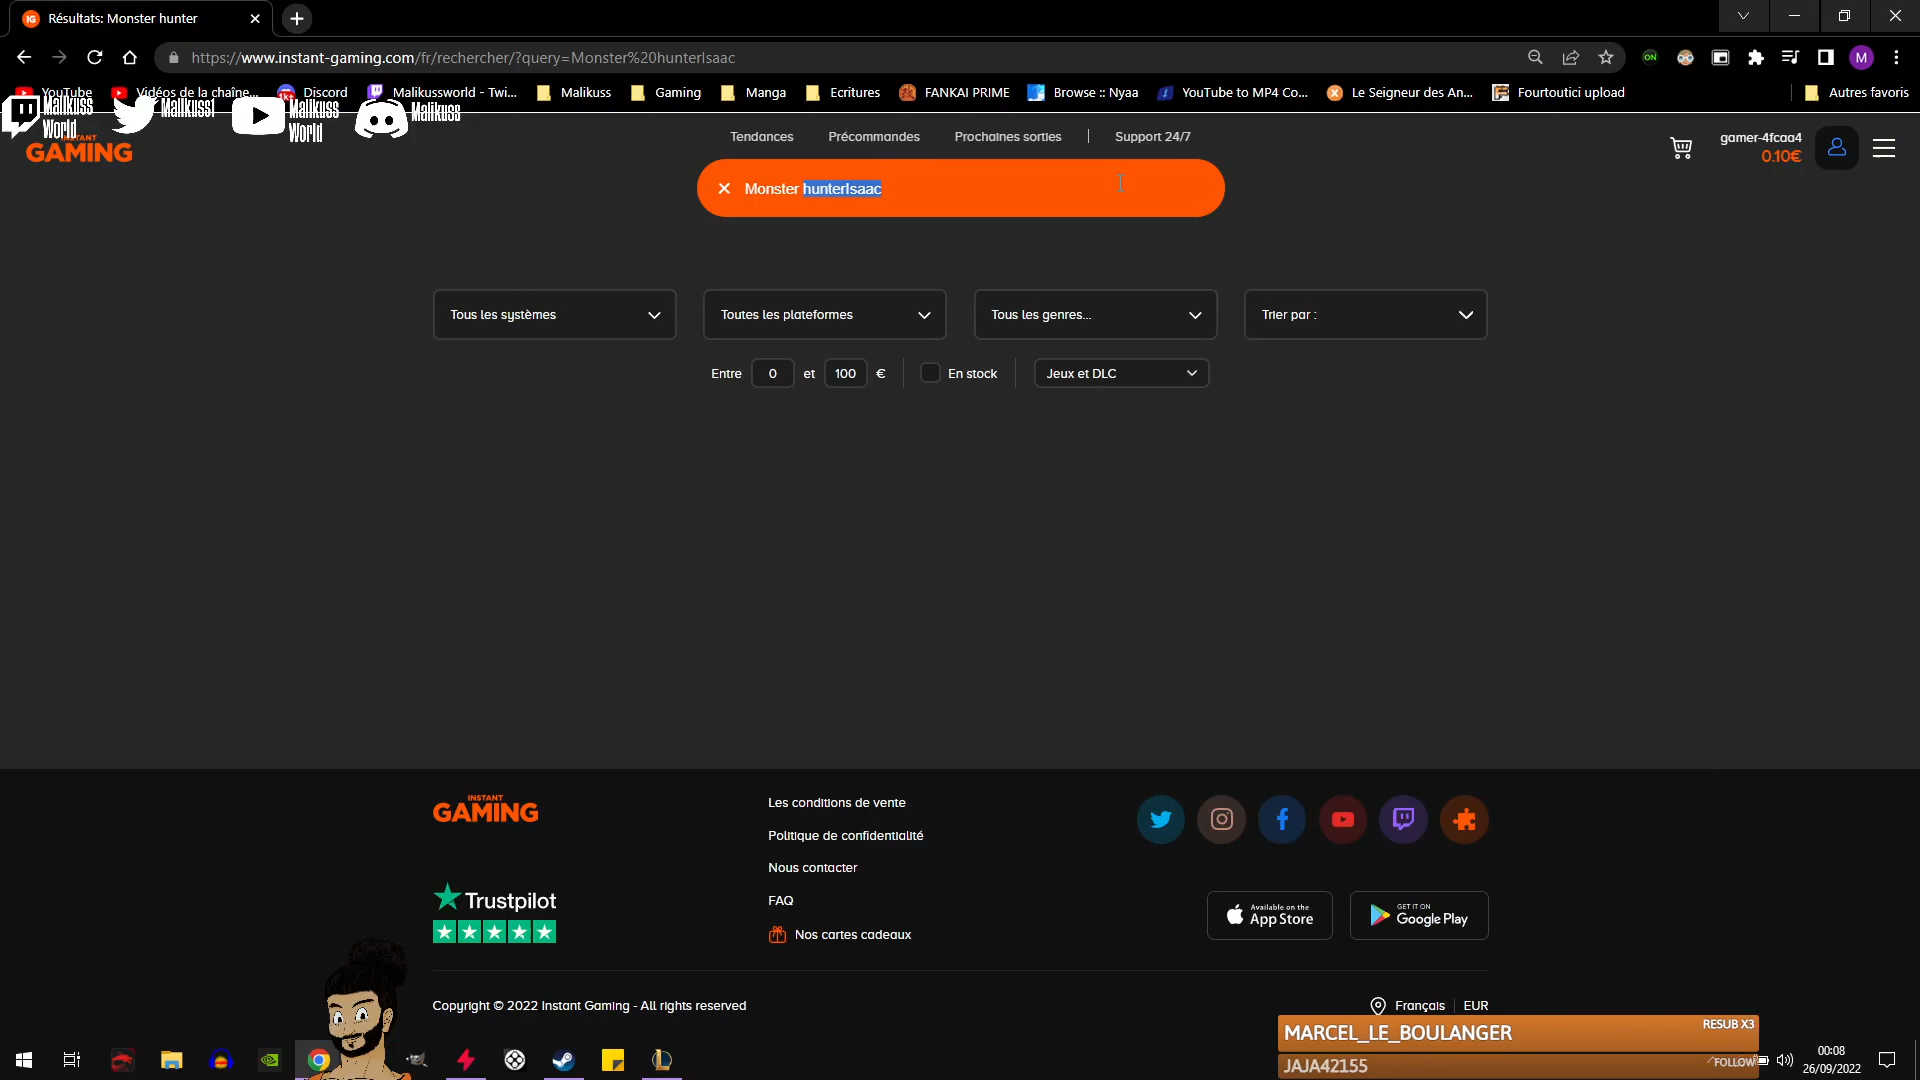 Résultats: Monster hunter
https://www.instant-gaming.com/fr/rechercher/?query=Monster%20hunterIsaac
ON
M
YouTube
Vidéos de la chaîne...
Discord
Malikussworld - Twi...
Malikuss
Gaming
Manga
Ecritures
FANKAI PRIME
Browse :: Nyaa
YouTube to MP4 Co...
Le Seigneur des An...
Fourtoutici upload
Autres favoris
Malikuss World
Malikuss1
Malikuss World
Malikuss
INSTANT GAMING
Tendances
Précommandes
Prochaines sorties
Support 24/7
gamer-4fcaa4
0.10€
Monster hunterIsaac
Tous les systèmes
Toutes les plateformes
Tous les genres...
Trier par :
Entre 0 et 100 €
En stock
Jeux et DLC
INSTANT GAMING
Les conditions de vente
Politique de confidentialité
Nous contacter
FAQ
Nos cartes cadeaux
Trustpilot
Available on the App Store
GET IT ON Google Play
Copyright © 2022 Instant Gaming - All rights reserved
Français
EUR
MARCEL_LE_BOULANGER
RESUB X3
JAJA42155
FOLLOW
00:08
26/09/2022